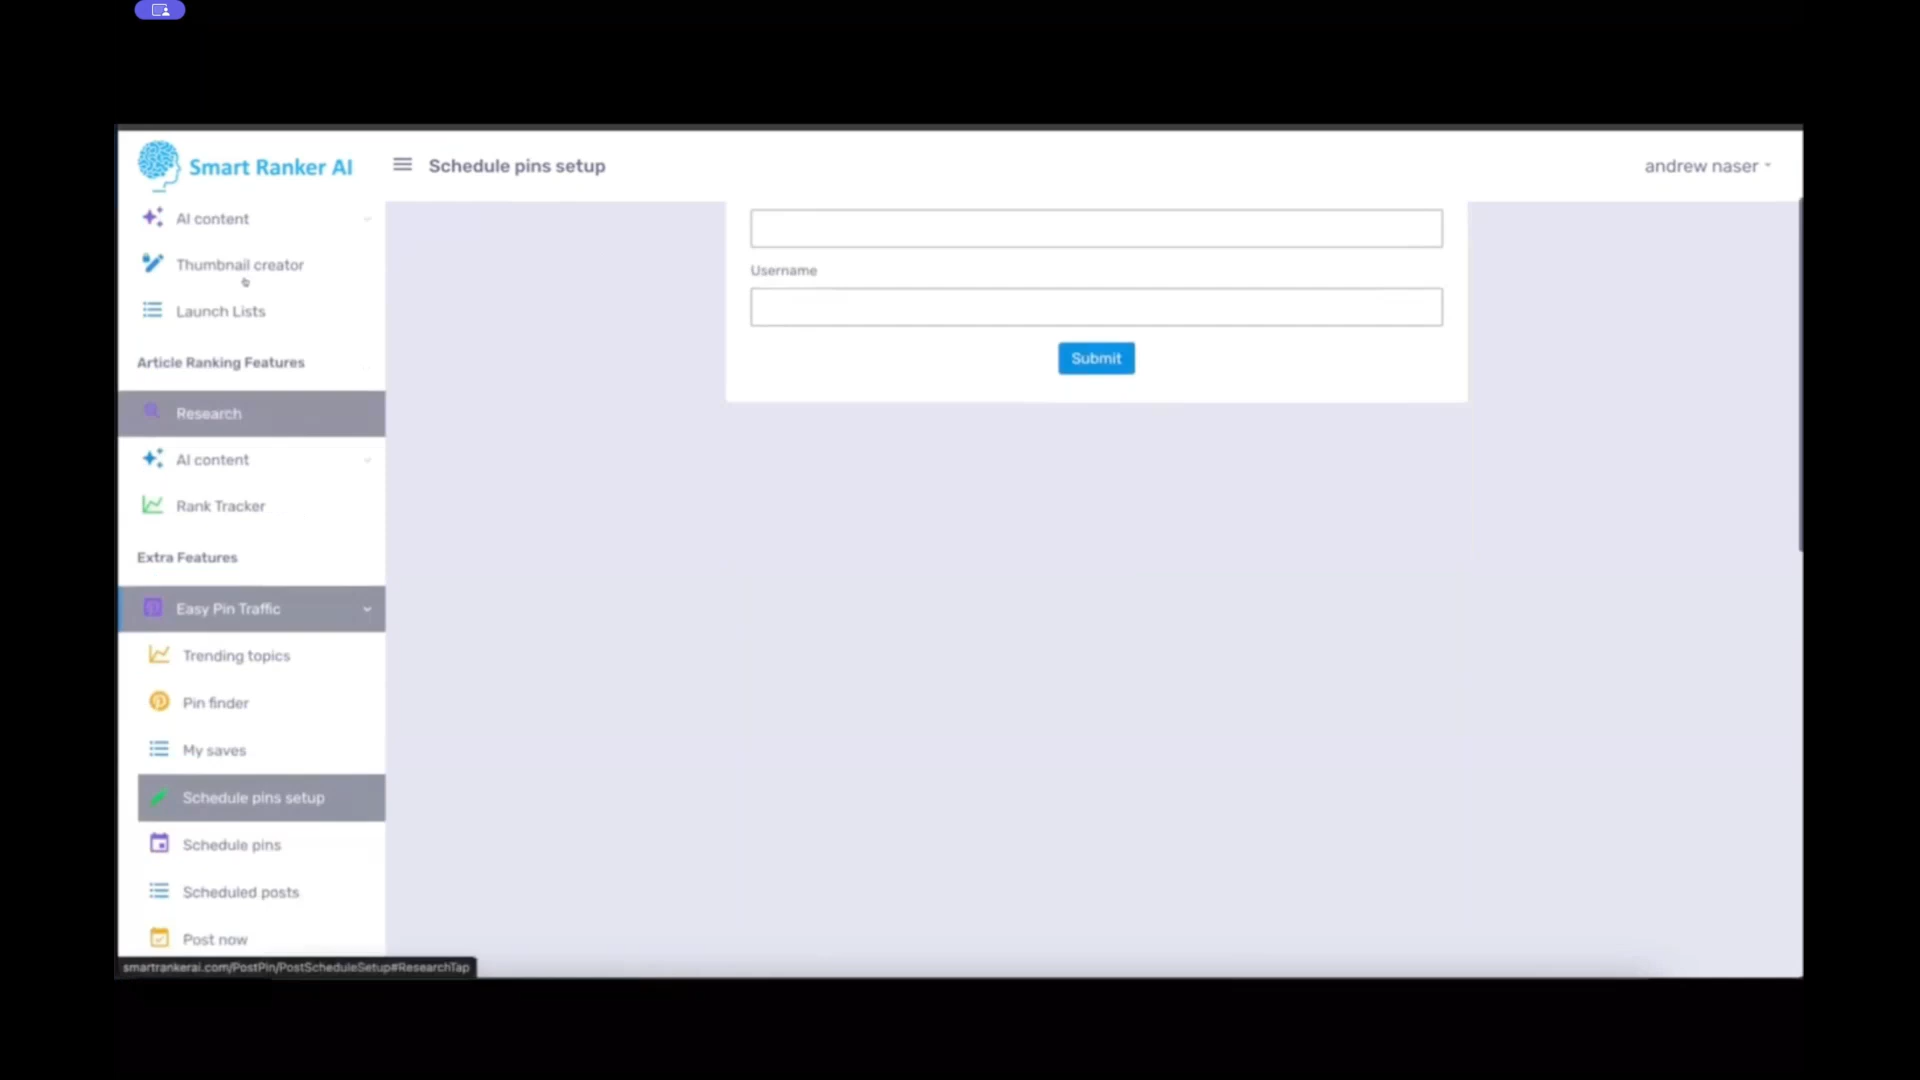 Smart Ranker AI
Schedule pins setup
andrew naser
AI content
Thumbnail creator
Launch Lists
Article Ranking Features
Research
AI content
Rank Tracker
Extra Features
Easy Pin Traffic
Trending topics
Pin finder
My saves
Schedule pins setup
Schedule pins
Scheduled posts
Post now
Username
Submit
smartrankerai.com/PostPin/PostScheduleSetup#ResearchTap